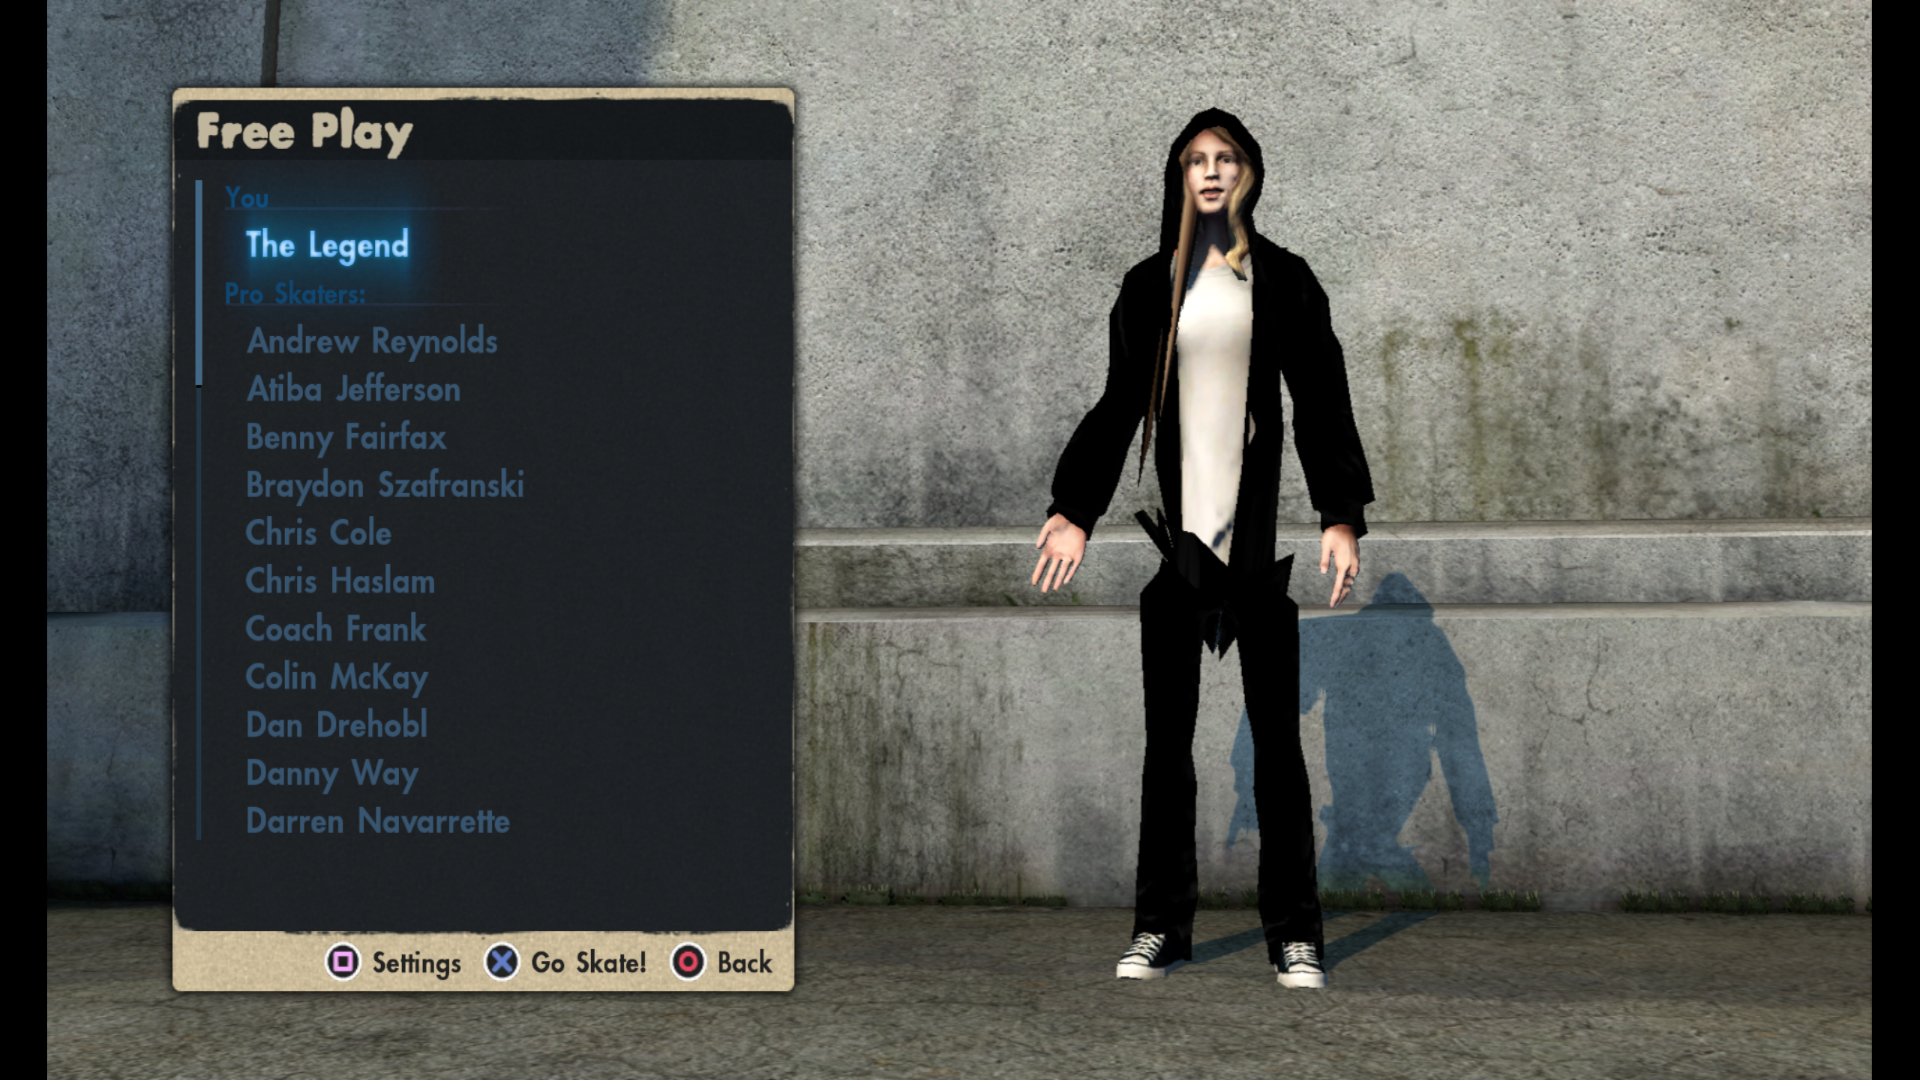 Free Play
You
The Legend
Pro Skaters:
Andrew Reynolds
Atiba Jefferson
Benny Fairfax
Braydon Szafranski
Chris Cole
Chris Haslam
Coach Frank
Colin McKay
Dan Drehobl
Danny Way
Darren Navarrette
Settings Go Skate! Back